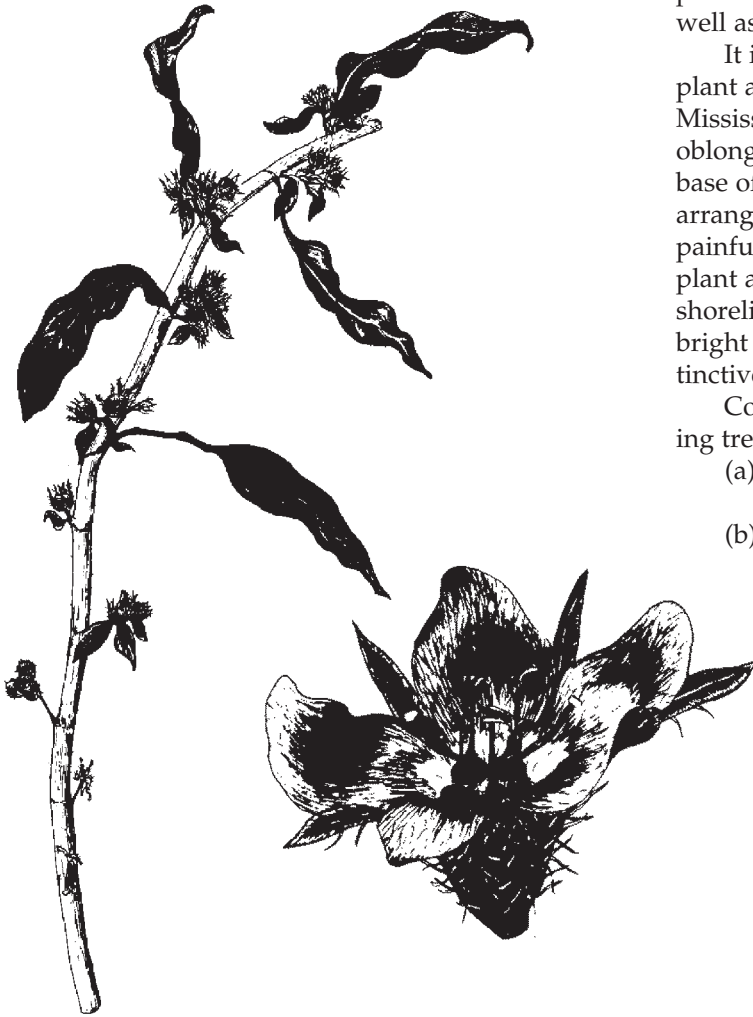 well as
It i
plant a
Mississ
oblong
base of
arrang
painfu
plant a
shoreli
bright
tinctive
Co
ing tre
(a)
(b)